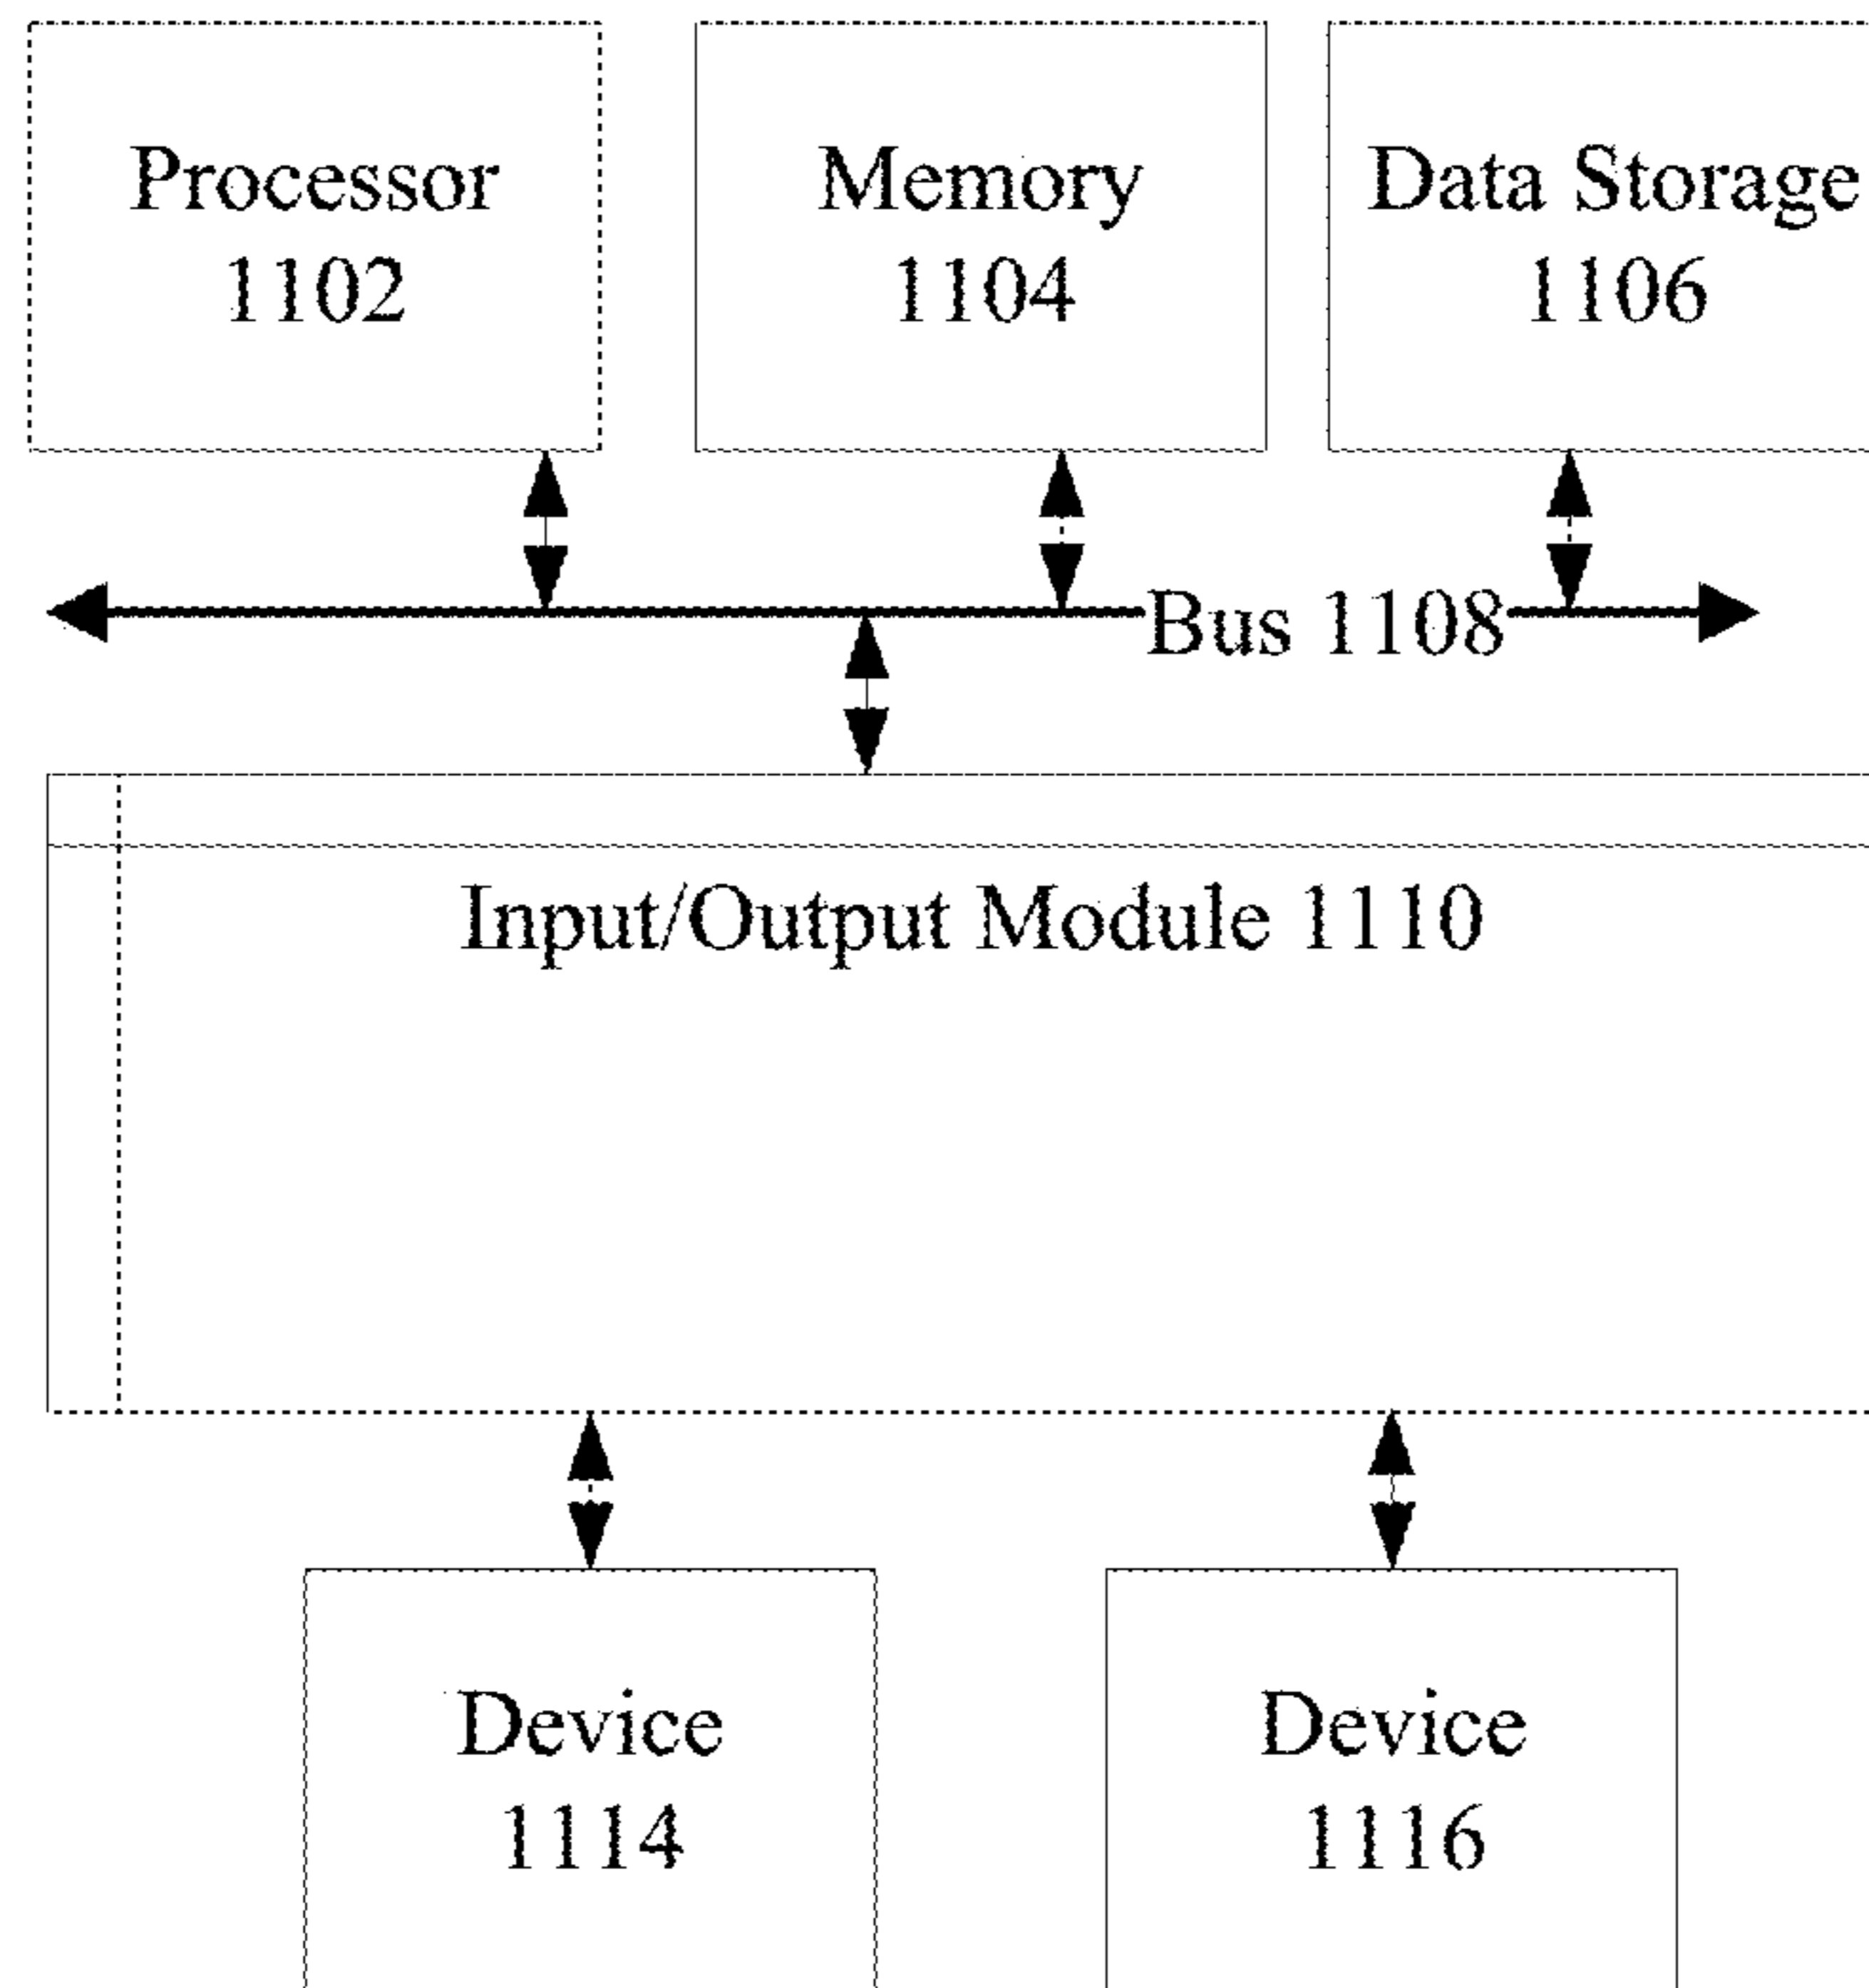 Processor
1102
Memory
1104
Data Storage
1106
Bus 1108
Input/Output Module 1110
Device
1114
Device
1116